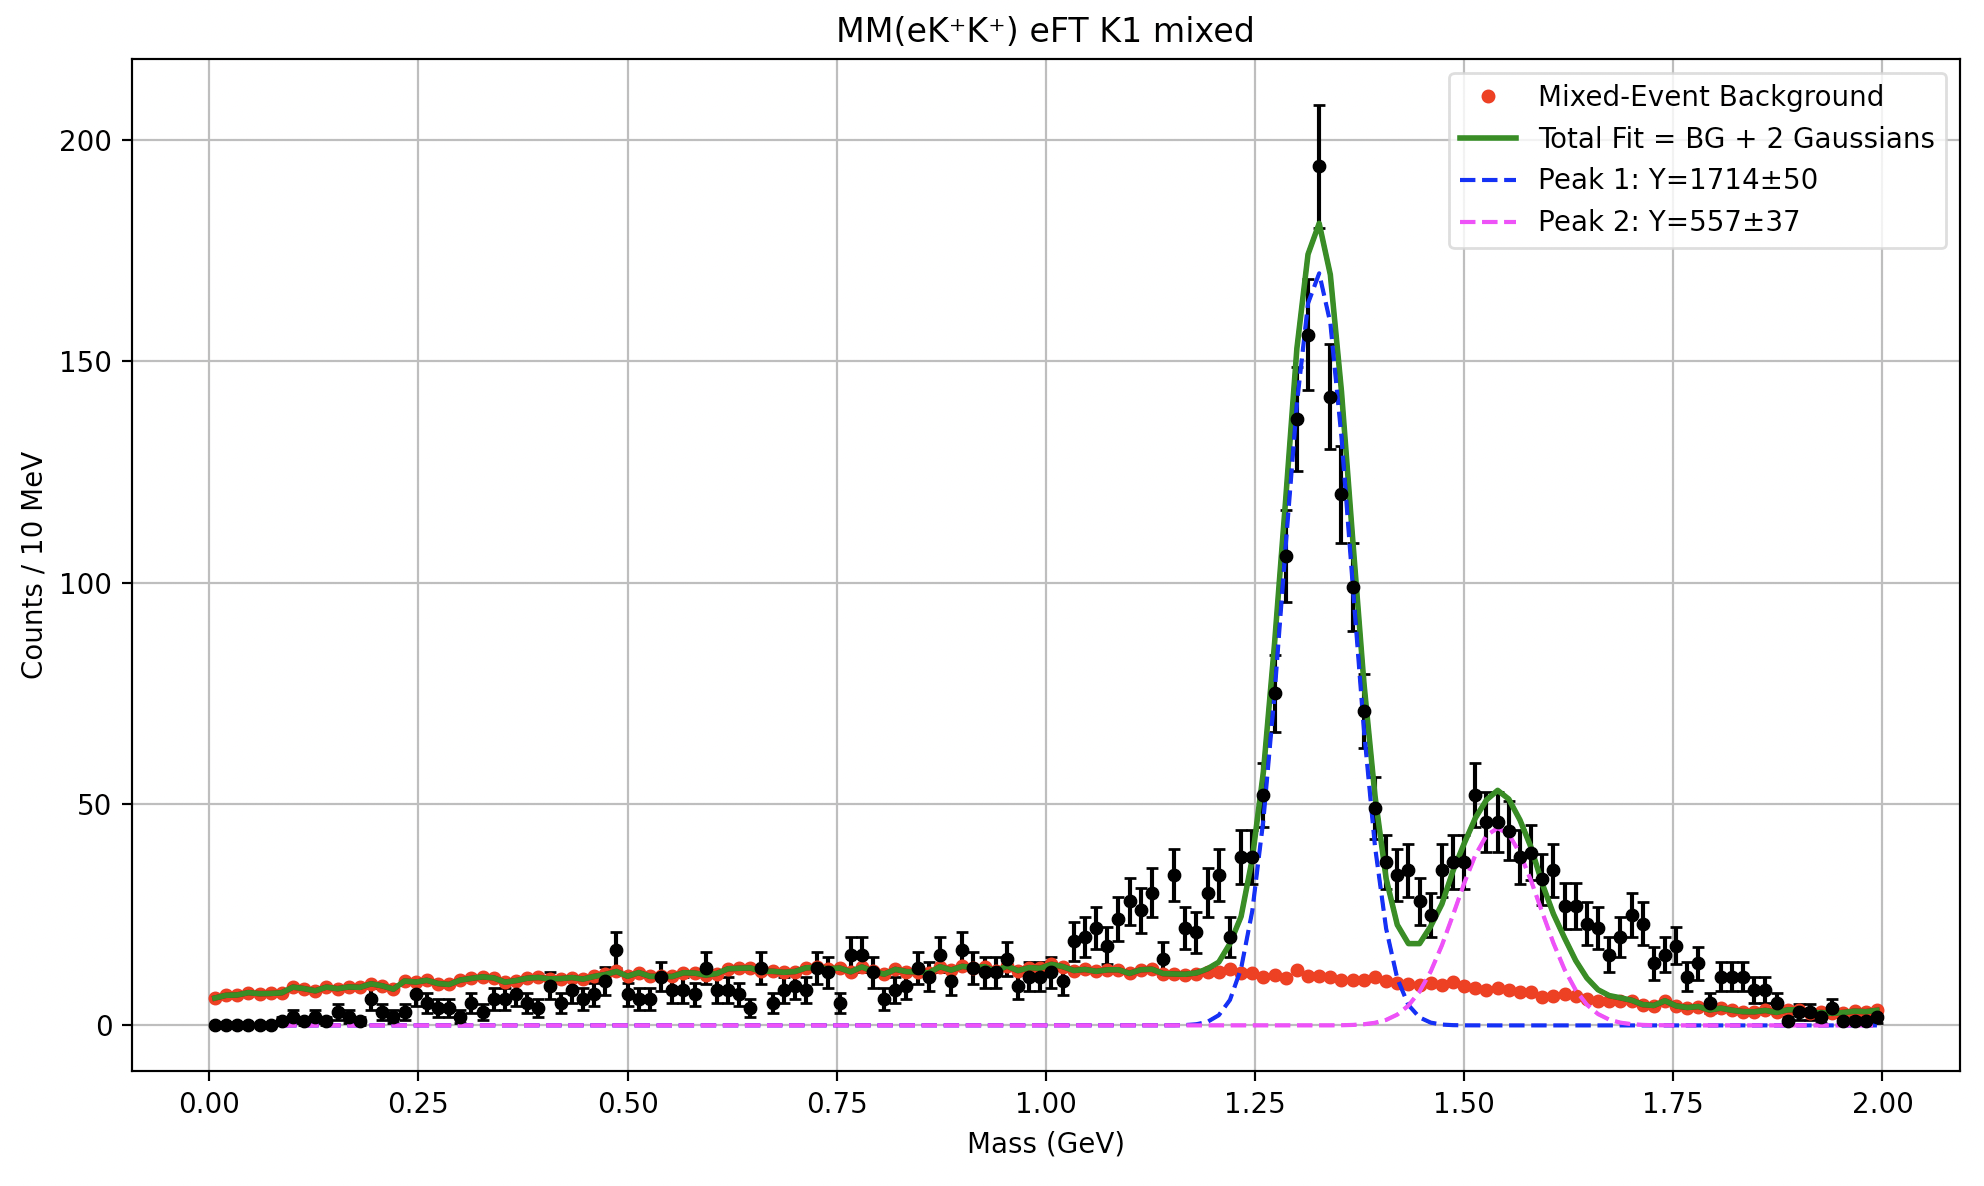 MM(eK⁺K⁺) eFT K1 mixed
Mixed-Event Background
Total Fit = BG + 2 Gaussians
Peak 1: Y=1714±50
Peak 2: Y=557±37
Counts / 10 MeV
200
150
100
50
0
0.00 0.25 0.50 0.75 1.00 1.25 1.50 1.75 2.00
Mass (GeV)